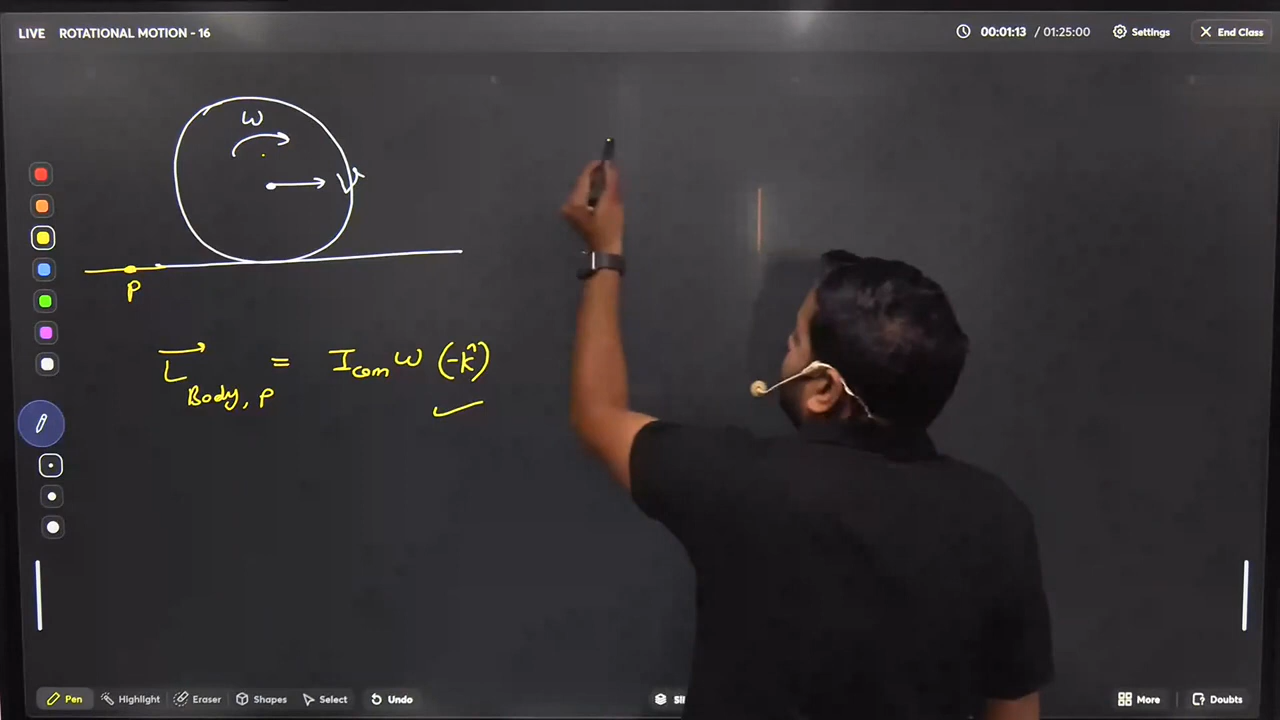 LIVE ROTATIONAL MOTION - 16
00:01:13 / 01:25:00 Settings End Class
ω
v
P
L⃗ Body, P = I com ω (-k̂)
Pen Highlight Eraser Shapes Select Undo More Doubts